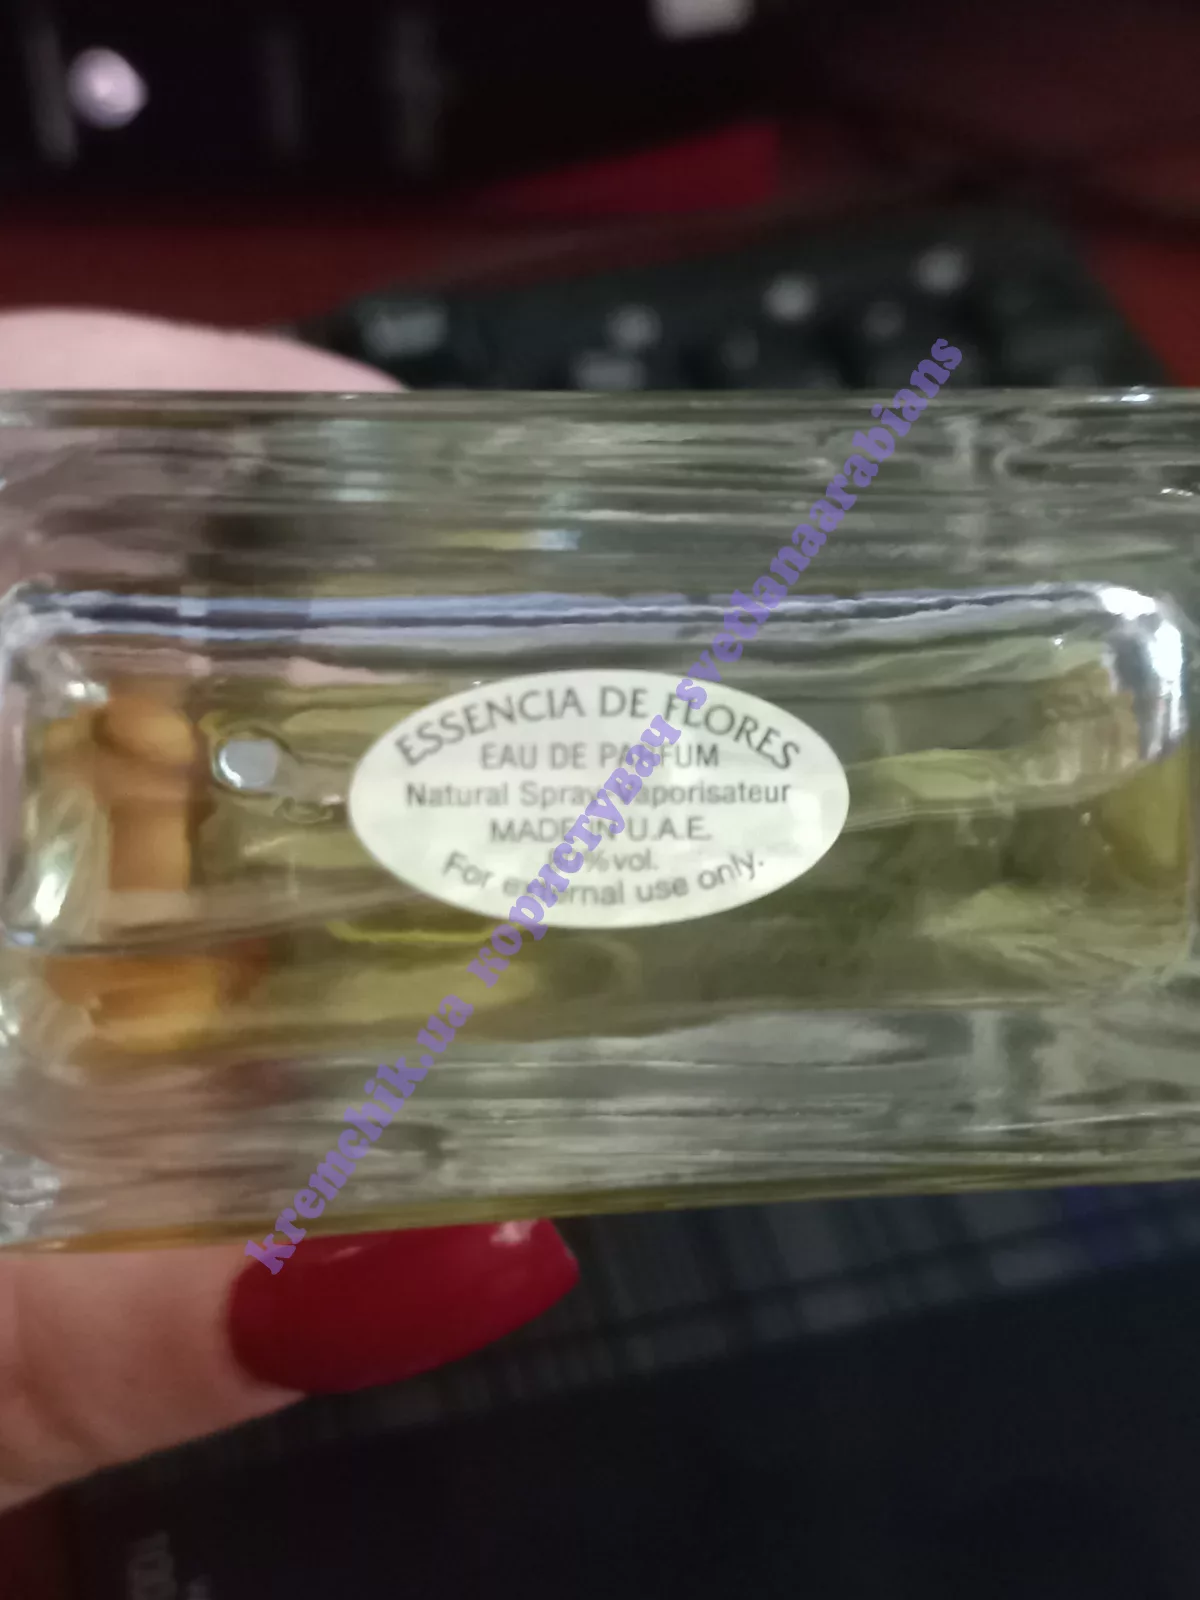 ESSENCIA DE FLORES
EAU DE PARFUM
Natural Spray Vaporisateur
MADE IN U.A.E.
% vol.
For external use only.
kremchik.ua користувач svetlanaarabians